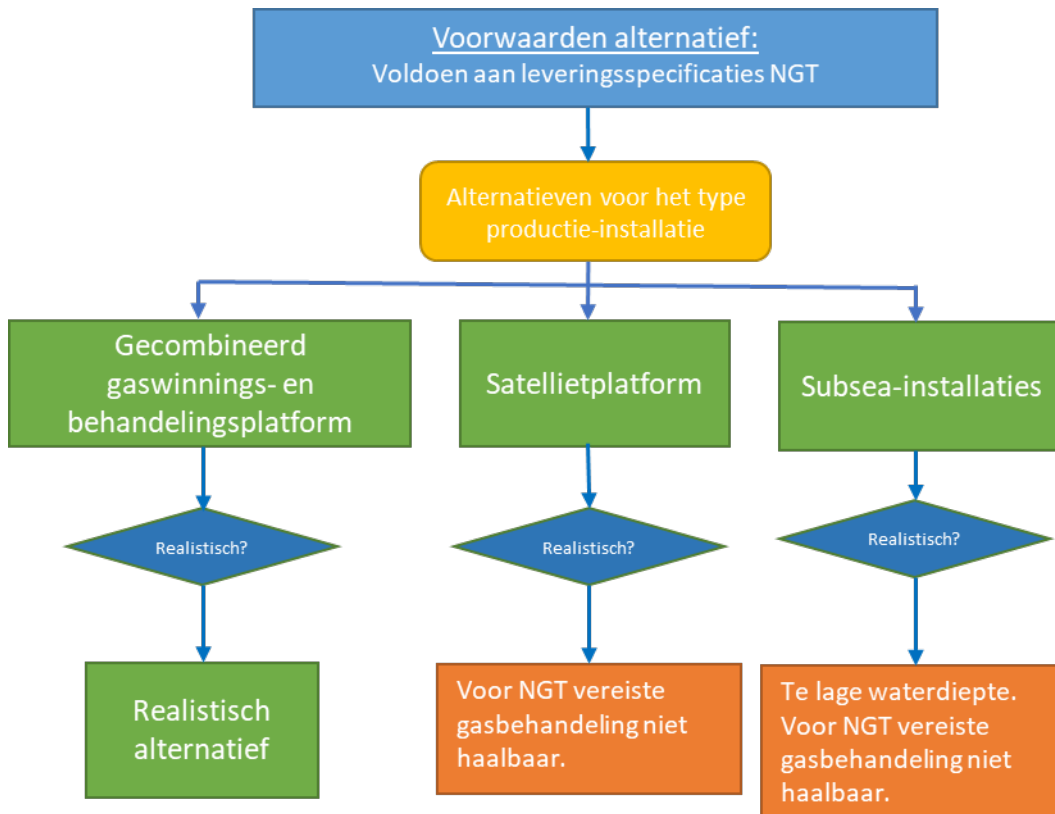 Voorwaarden alternatief:
Voldoen aan leveringsspecificaties NGT
Alternatieven voor het type
productie-installatie
Gecombineerd
gaswinnings- en
behandelingsplatform
Satellietplatform
Subsea-installaties
Realistisch?
Realistisch?
Realistisch?
Realistisch
alternatief
Voor NGT vereiste
gasbehandeling niet
haalbaar.
Te lage waterdiepte.
Voor NGT vereiste
gasbehandeling niet
haalbaar.